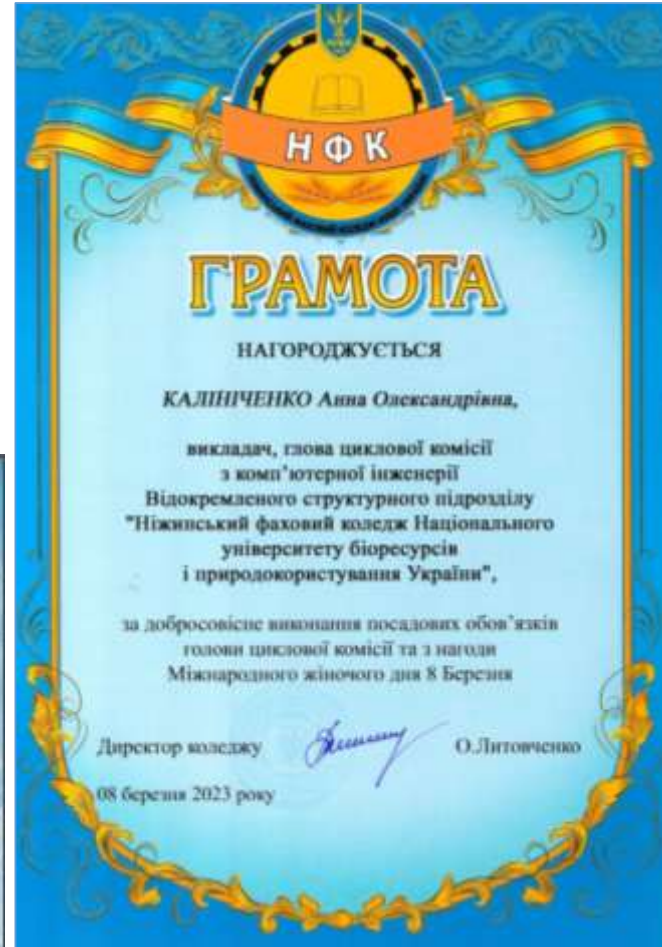 НФК
ГРАМОТА
НАГОРОДЖУЄТЬСЯ
КАЛІНІЧЕНКО Анна Олександрівна,
викладач, глова циклової комісії
з комп’ютерної інженерії
Відокремленого структурного підрозділу
"Ніжинський фаховий коледж Національного
університету біоресурсів
і природокористування України",
за добросовісне виконання посадових обов’язків
голови циклової комісії та з нагоди
Міжнародного жіночого дня 8 Березня
Директор коледжу О.Литовченко
08 березня 2023 року